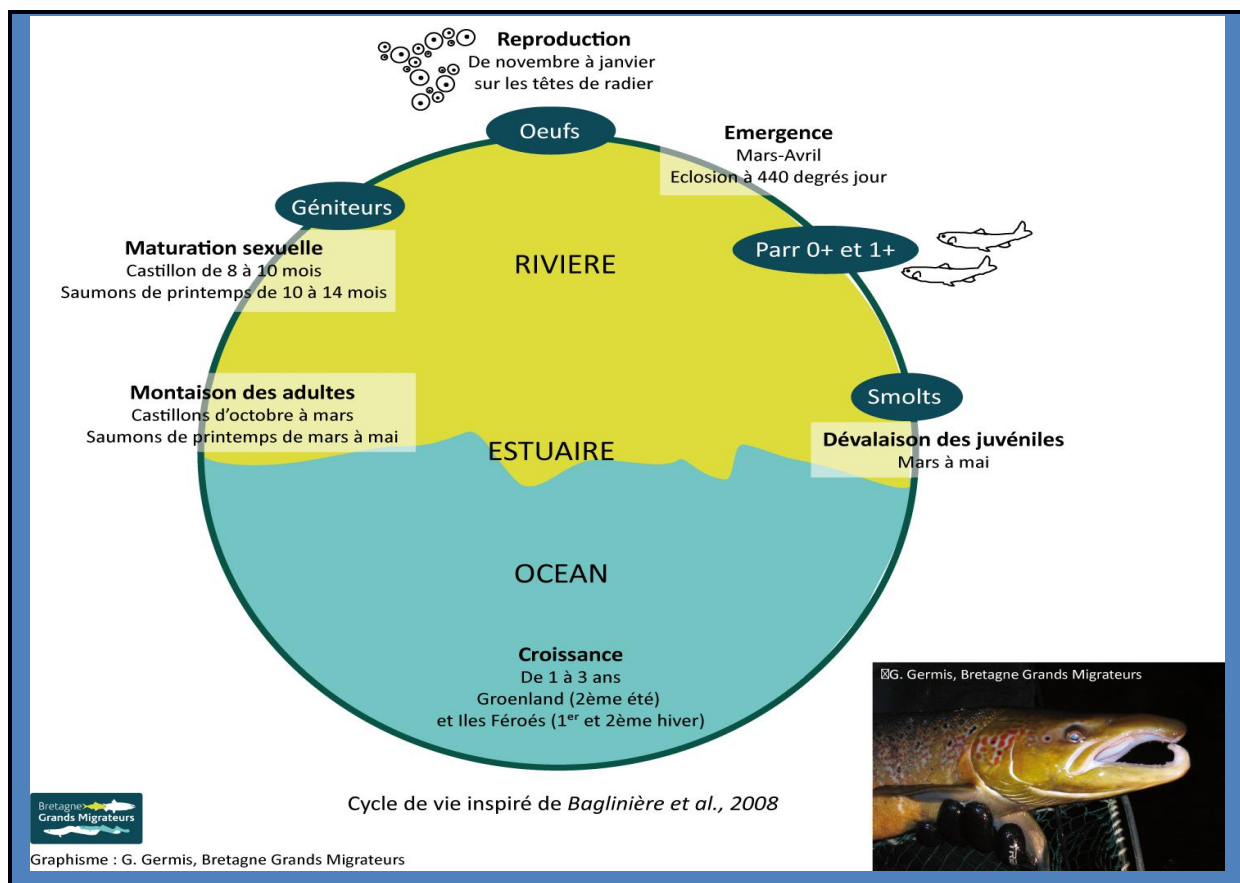 Reproduction
De novembre à janvier
sur les têtes de radier
Oeufs
Emergence
Mars-Avril
Eclosion à 440 degrés jour
Géniteurs
Parr 0+ et 1+
Maturation sexuelle
Castillon de 8 à 10 mois
Saumons de printemps de 10 à 14 mois
RIVIERE
Montaison des adultes
Castillons d'octobre à mars
Saumons de printemps de mars à mai
Smolts
Dévalaison des juvéniles
Mars à mai
ESTUAIRE
OCEAN
Croissance
De 1 à 3 ans
Groenland (2ème été)
et Iles Féroés (1er et 2ème hiver)
G. Germis, Bretagne Grands Migrateurs
Cycle de vie inspiré de Baglinière et al., 2008
Bretagne
Grands Migrateurs
Graphisme : G. Germis, Bretagne Grands Migrateurs